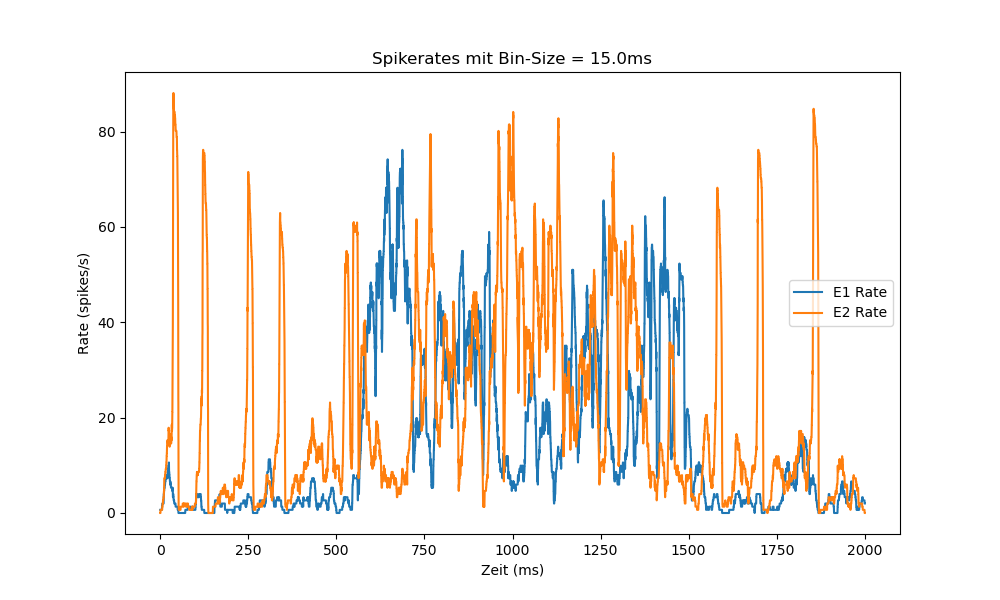 Spikerates mit Bin-Size = 15.0ms
Rate (spikes/s)
80
60
40
20
0
E1 Rate
E2 Rate
0 250 500 750 1000 1250 1500 1750 2000
Zeit (ms)